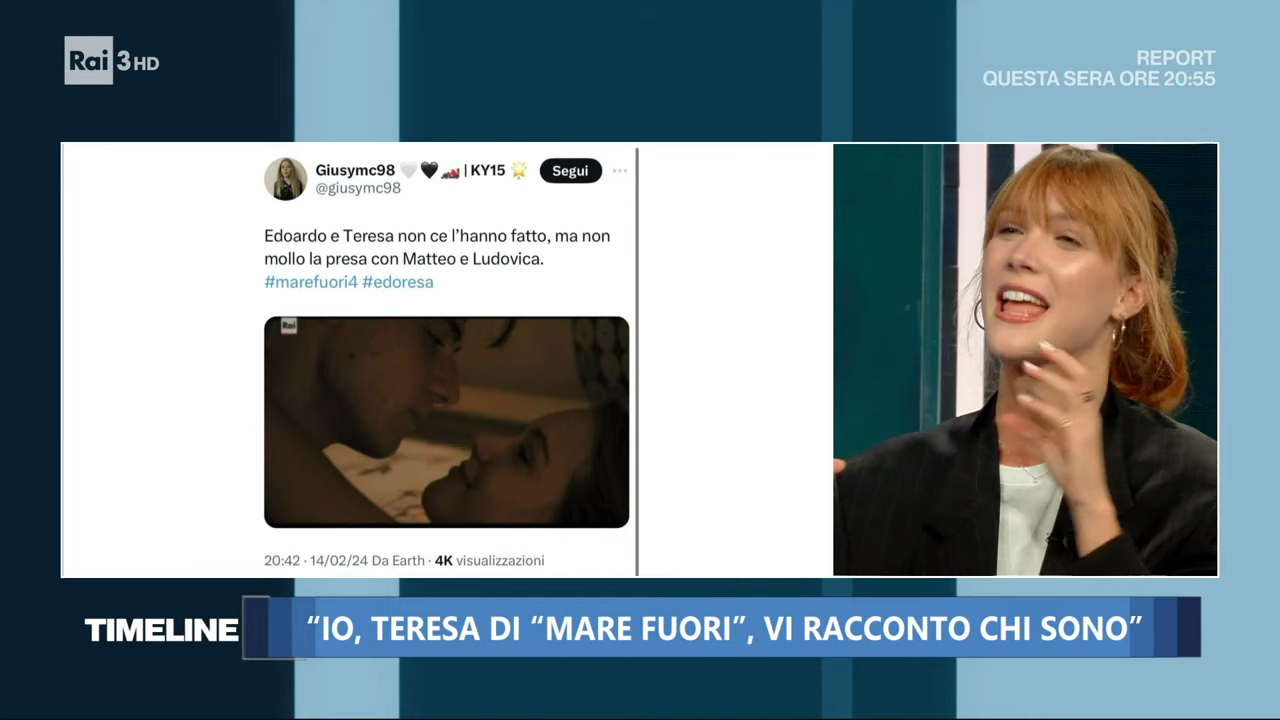 Rai 3 HD
REPORT
QUESTA SERA ORE 20:55
Giusymc98 🤍🖤🏎️ | KY15 🌟
Segui
@giusymc98
Edoardo e Teresa non ce l’hanno fatto, ma non
mollo la presa con Matteo e Ludovica.
#marefuori4 #edoresa
Rai
20:42 · 14/02/24 Da Earth · 4K visualizzazioni
TIMELINE
“IO, TERESA DI “MARE FUORI”, VI RACCONTO CHI SONO”